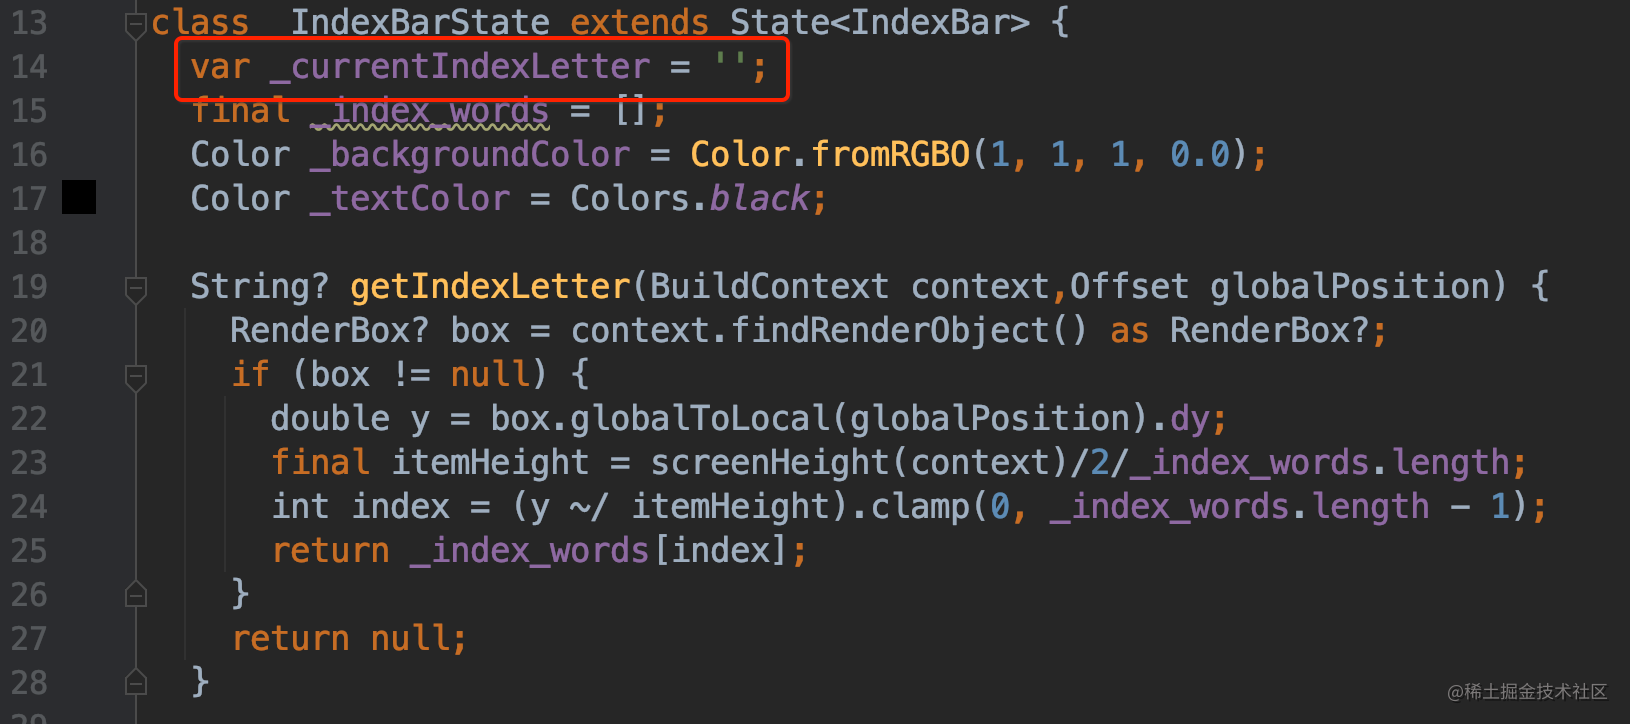 13 class _IndexBarState extends State<IndexBar> {
14 var _currentIndexLetter = '';
15 final _index_words = [];
16 Color _backgroundColor = Color.fromRGBO(1, 1, 1, 0.0);
17 Color _textColor = Colors.black;
18
19 String? getIndexLetter(BuildContext context,Offset globalPosition) {
20 RenderBox? box = context.findRenderObject() as RenderBox?;
21 if (box != null) {
22 double y = box.globalToLocal(globalPosition).dy;
23 final itemHeight = screenHeight(context)/2/_index_words.length;
24 int index = (y ~/ itemHeight).clamp(0, _index_words.length - 1);
25 return _index_words[index];
26 }
27 return null;
28 }
29
@稀土掘金技术社区